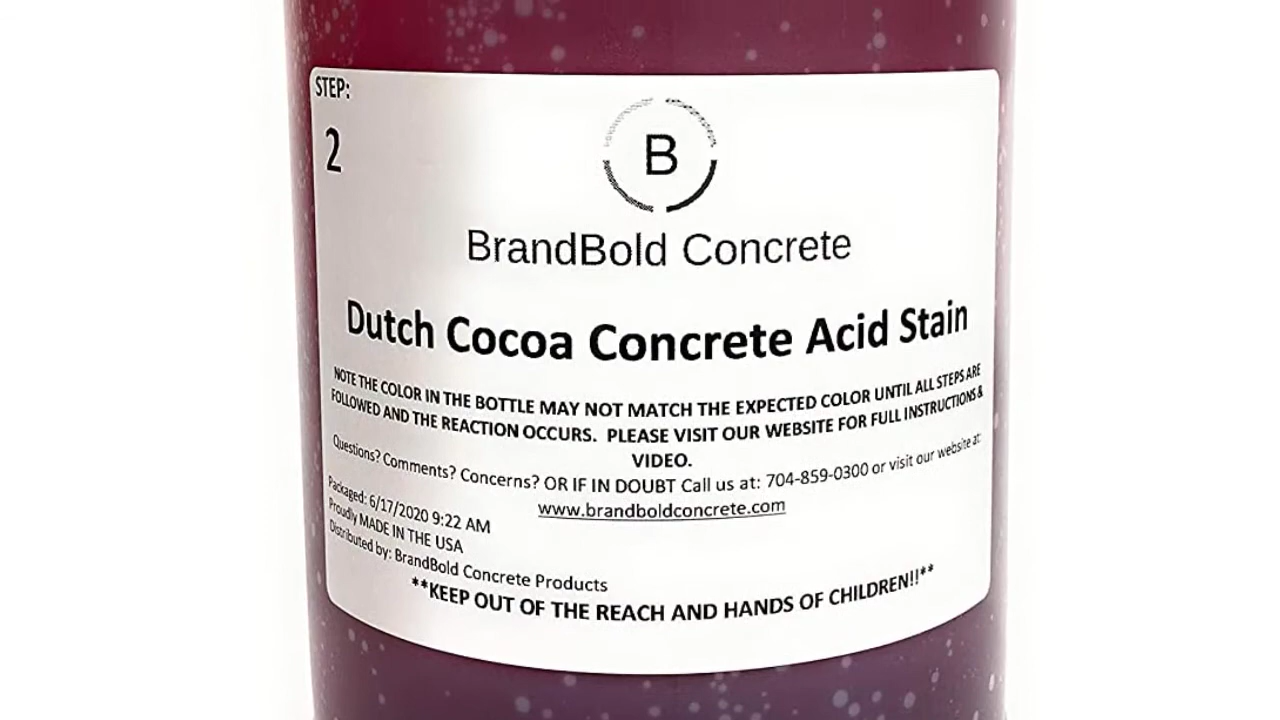 STEP:
2
B
BrandBold Concrete
Dutch Cocoa Concrete Acid Stain
NOTE THE COLOR IN THE BOTTLE MAY NOT MATCH THE EXPECTED COLOR UNTIL ALL STEPS ARE
FOLLOWED AND THE REACTION OCCURS. PLEASE VISIT OUR WEBSITE FOR FULL INSTRUCTIONS &
VIDEO.
Questions? Comments? Concerns? OR IF IN DOUBT Call us at: 704-859-0300 or visit our website at:
www.brandboldconcrete.com
Packaged: 6/17/2020 9:22 AM
Proudly MADE IN THE USA
Distributed by: BrandBold Concrete Products
**KEEP OUT OF THE REACH AND HANDS OF CHILDREN!!**